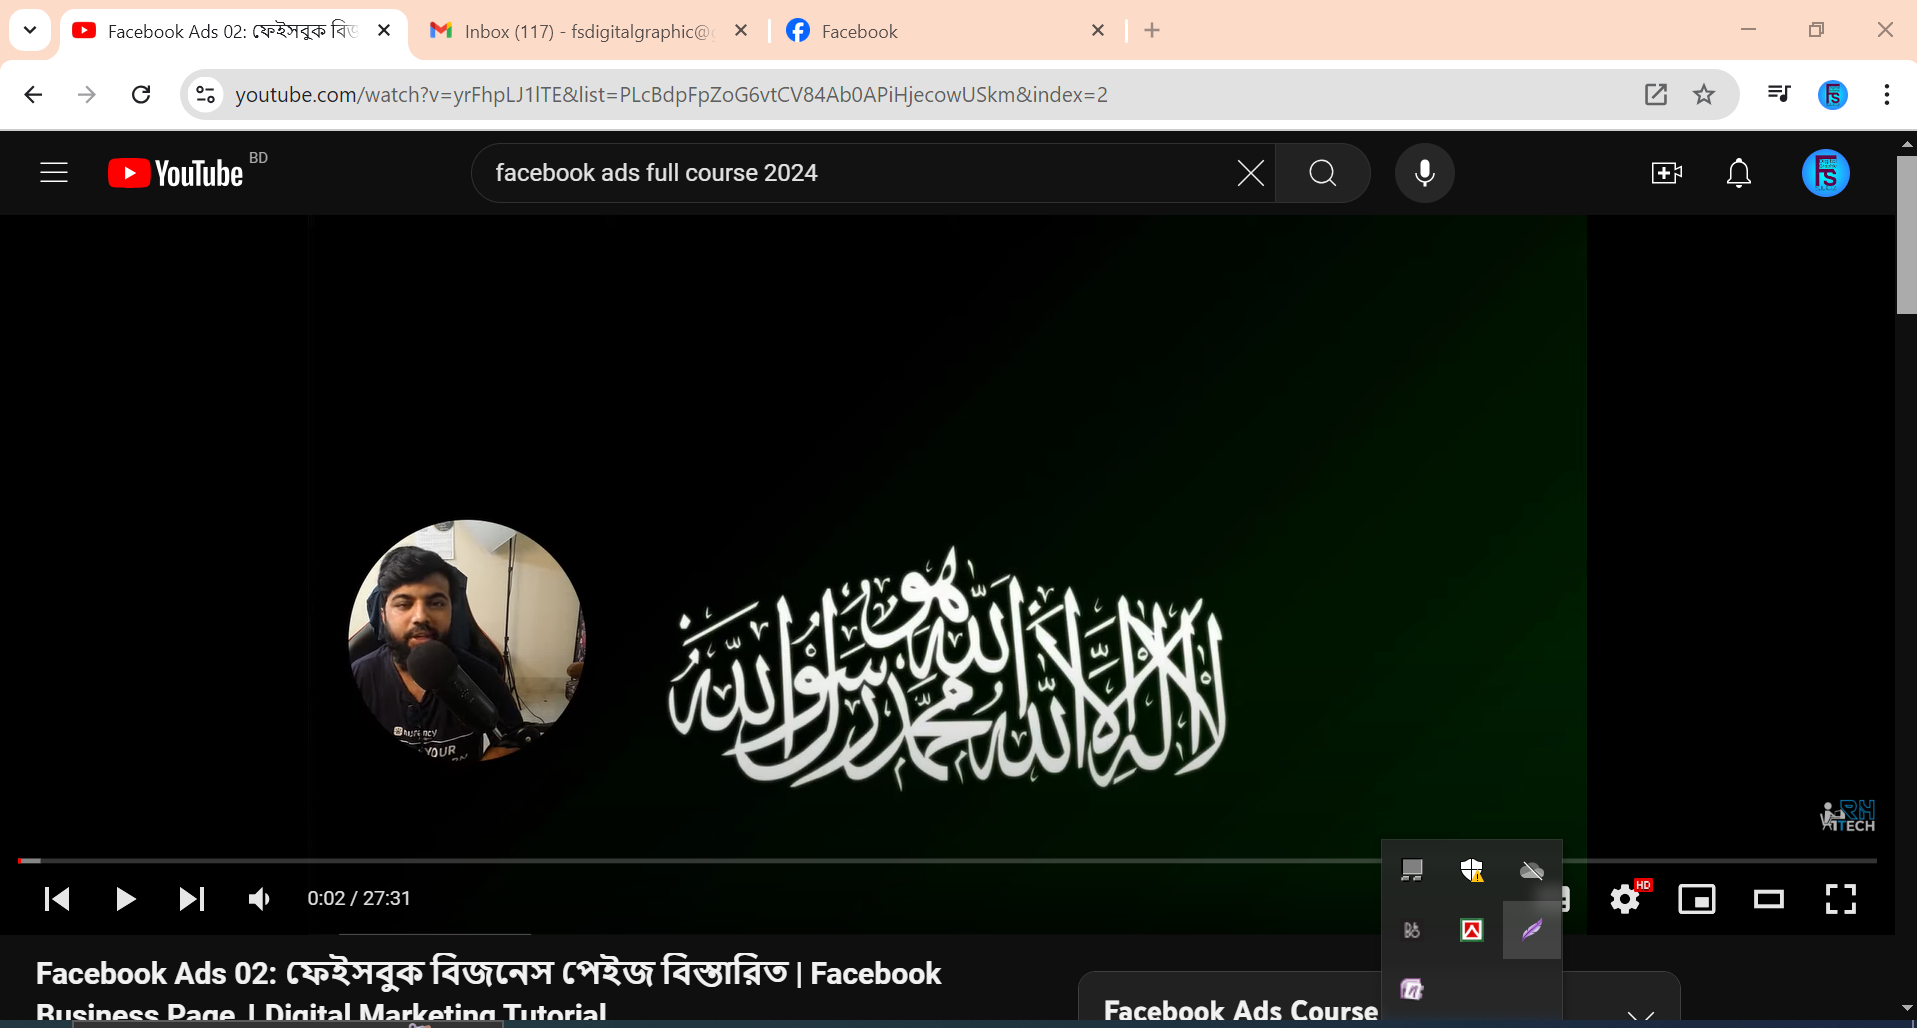 Facebook Ads 02: ফেইসবুক বিজ
Inbox (117) - fsdigitalgraphic@g
Facebook
youtube.com/watch?v=yrFhpLJ1lTE&list=PLcBdpFpZoG6vtCV84Ab0APiHjecowUSkm&index=2
YouTube BD
facebook ads full course 2024
لا إله إلا الله محمد رسول الله
RH
TECH
0:02 / 27:31
HD
Facebook Ads 02: ফেইসবুক বিজনেস পেইজ বিস্তারিত | Facebook
Business Page | Digital Marketing Tutorial
Facebook Ads Course